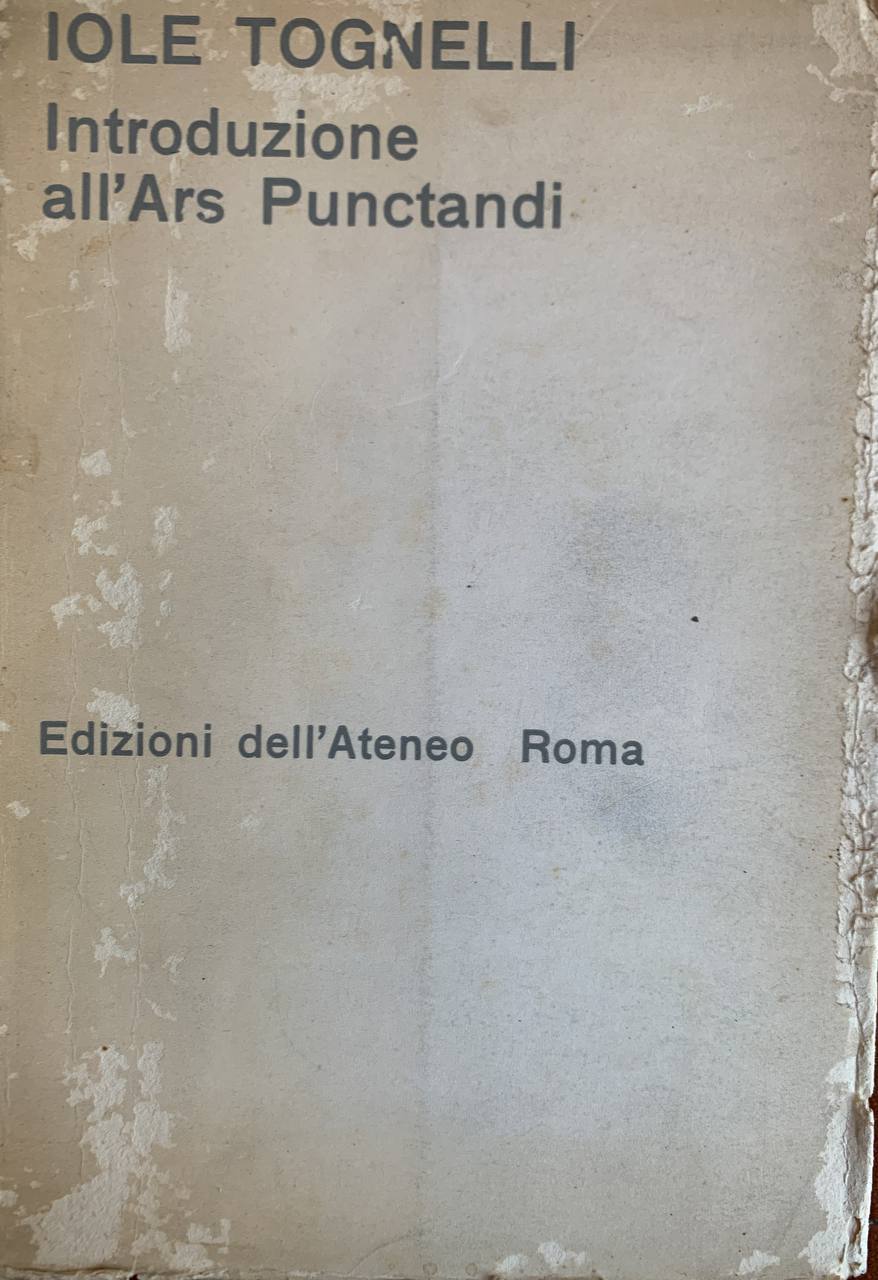 IOLE TOGNELLI
Introduzione
all'Ars Punctandi
Edizioni dell'Ateneo Roma